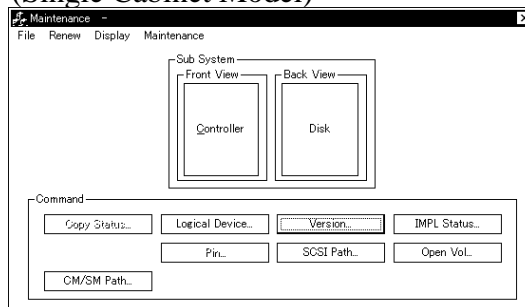 (Single Cabinet Model)
Maintenance -
File Renew Display Maintenance
Sub System
Front View Back View
Controller Disk
Command
Copy Status... Logical Device... Version... IMPL Status...
Pin... SCSI Path... Open Vol...
CM/SM Path...